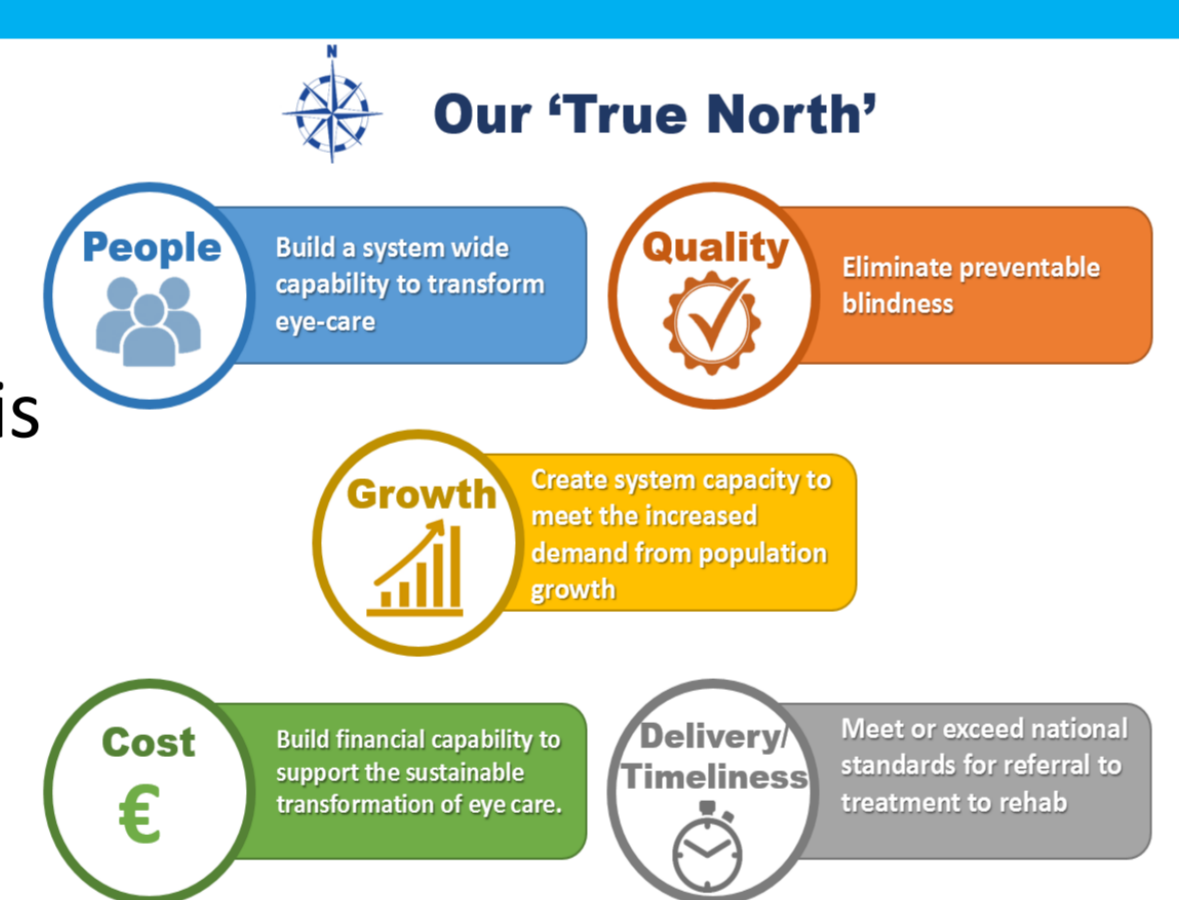 N
Our ‘True North’
People
Build a system wide
capability to transform
eye-care
Quality
Eliminate preventable
blindness
is
Growth
Create system capacity to
meet the increased
demand from population
growth
Cost
€
Build financial capability to
support the sustainable
transformation of eye care.
Delivery/
Timeliness
Meet or exceed national
standards for referral to
treatment to rehab